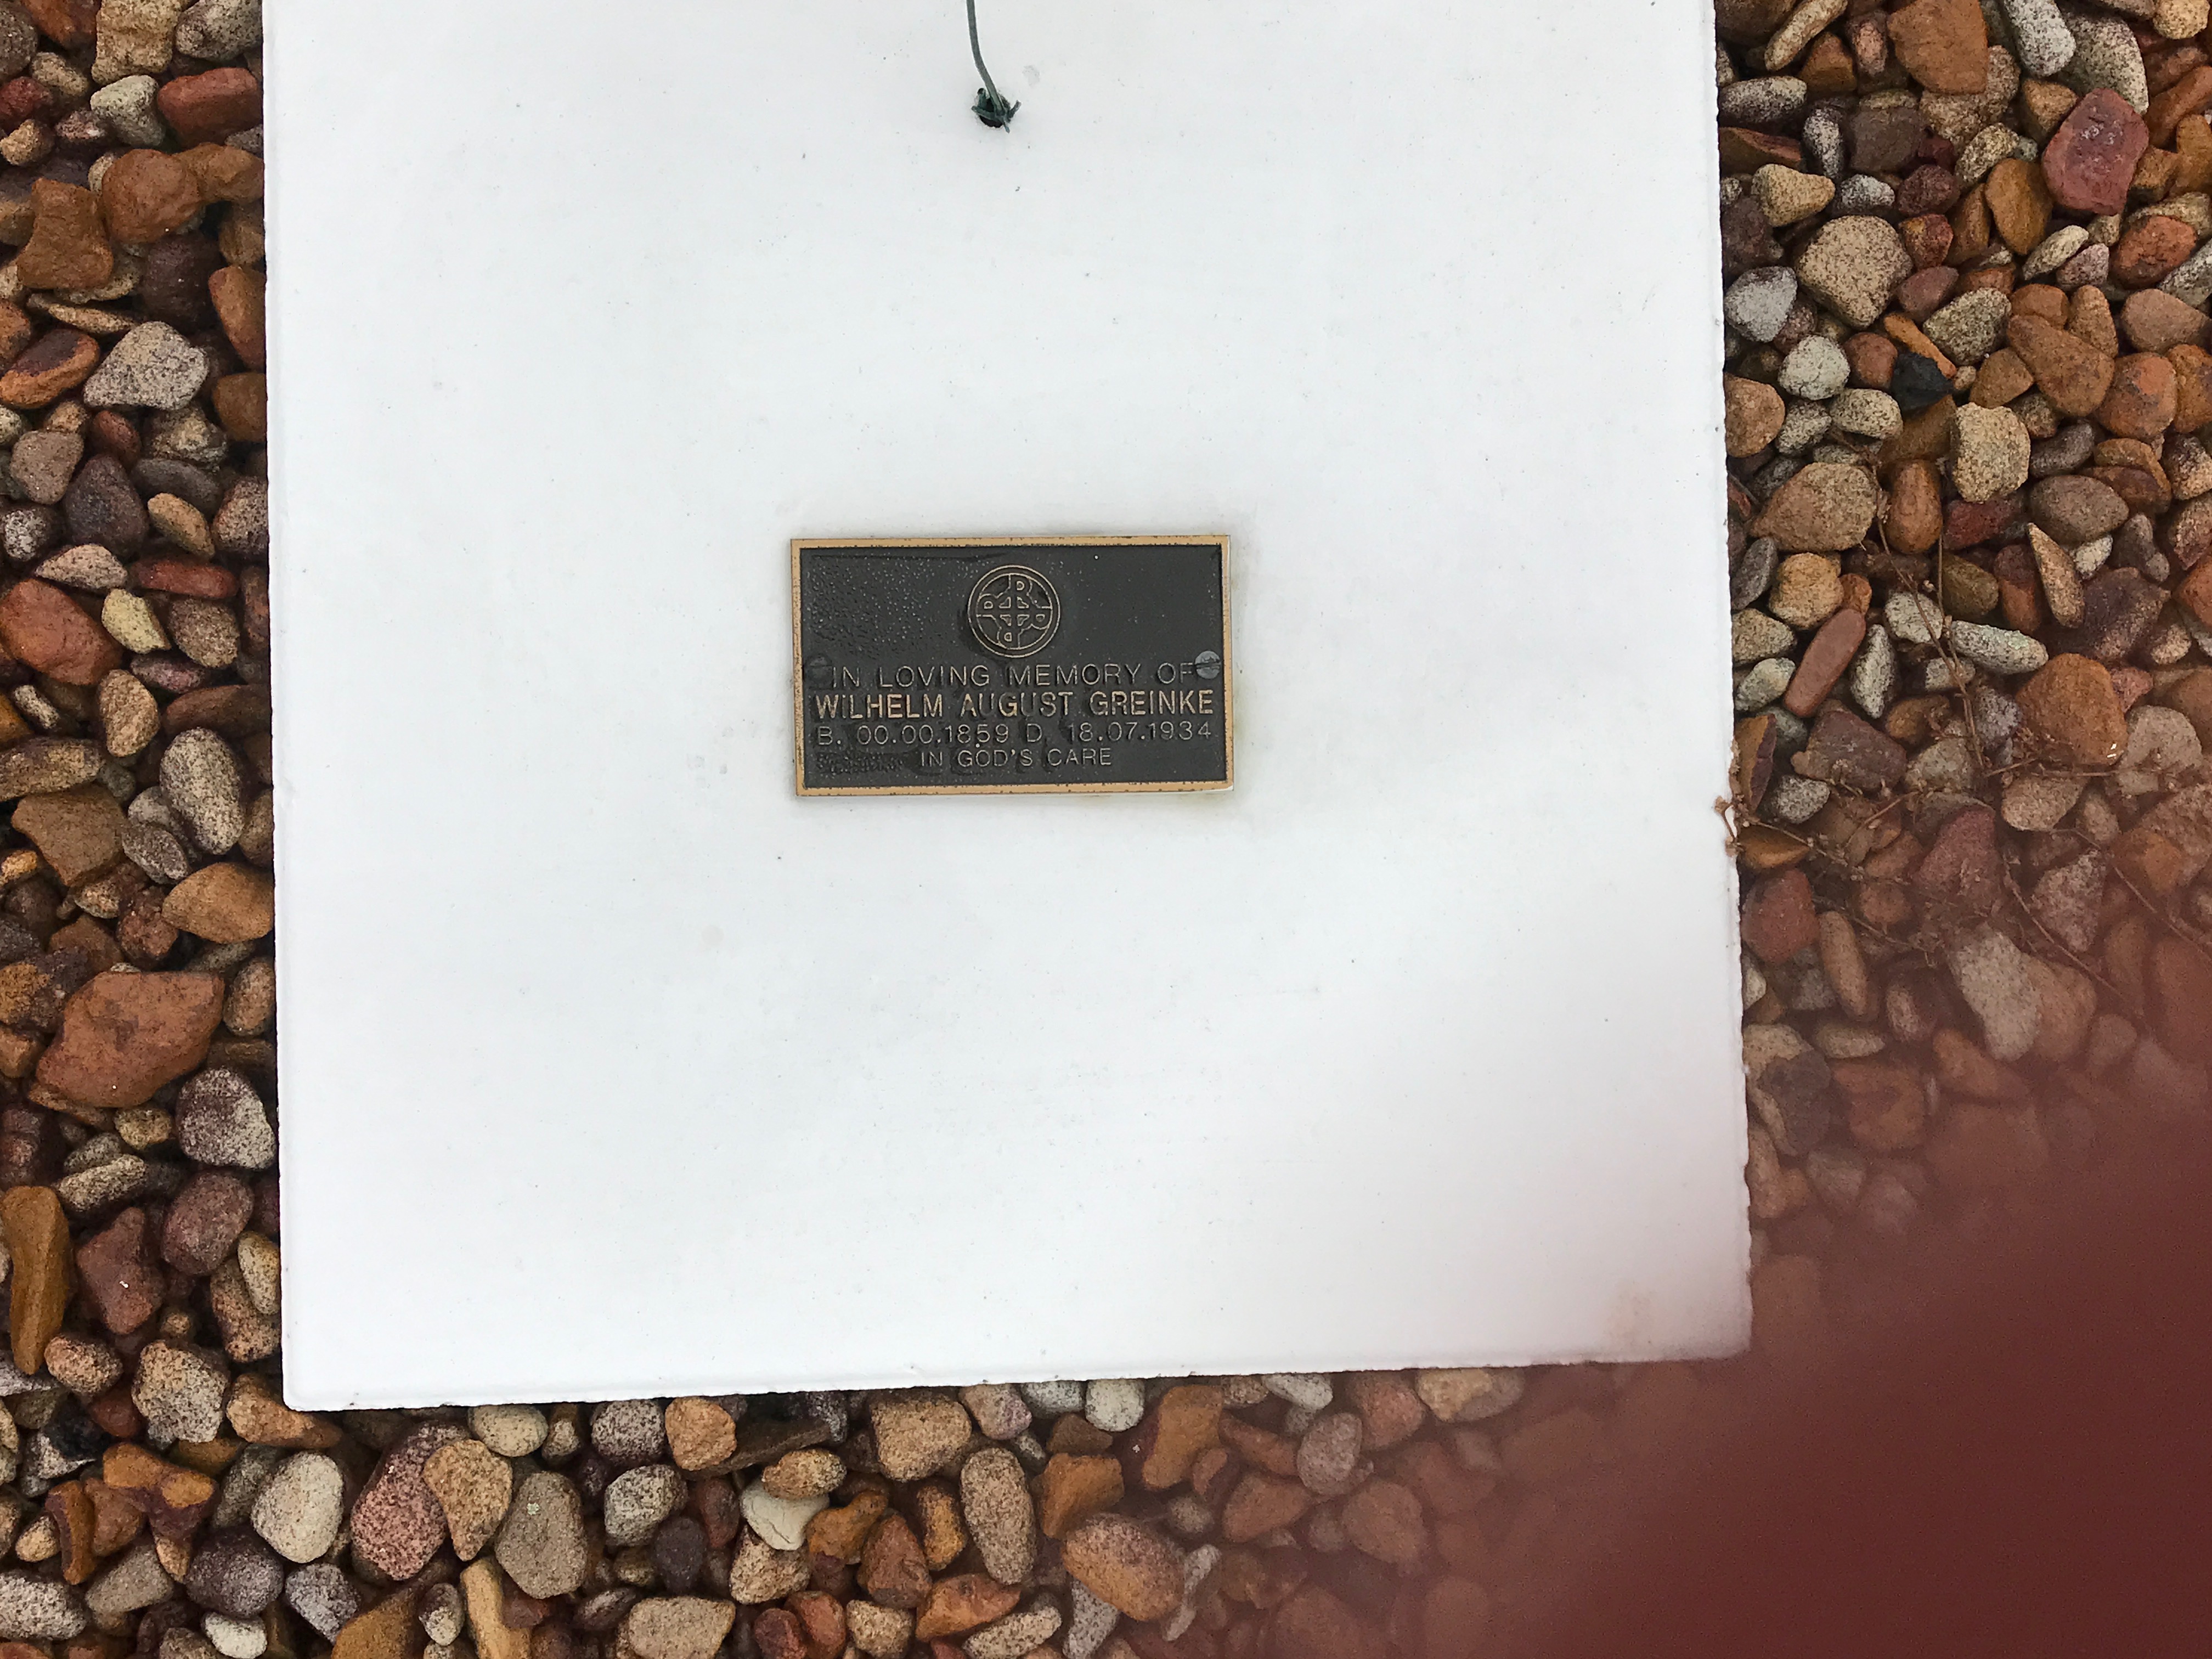 IN LOVING MEMORY OF
WILHELM AUGUST GREINKE
B. 00.00.1859 D. 18.07.1934
IN GOD'S CARE